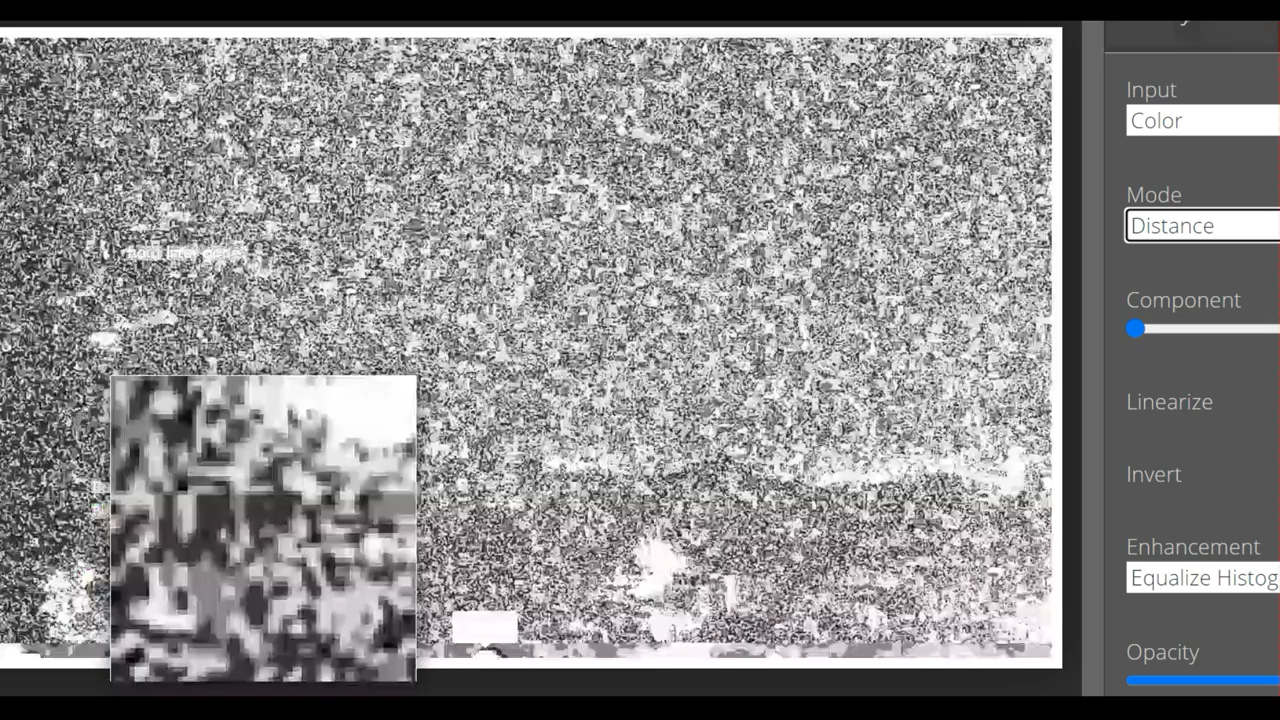 Input
Color
Mode
Distance
Component
Linearize
Invert
Enhancement
Equalize Histog
Opacity